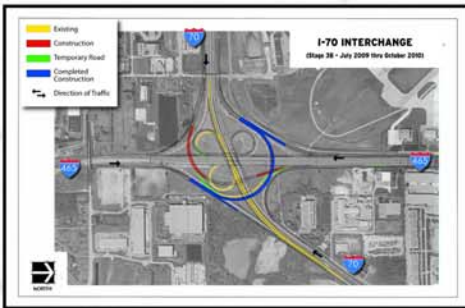 Existing
Construction
Temporary Road
Completed
Construction
Direction of Traffic
I-70 INTERCHANGE
(Stage 3B - July 2009 thru October 2010)
70
465
465
70
NORTH